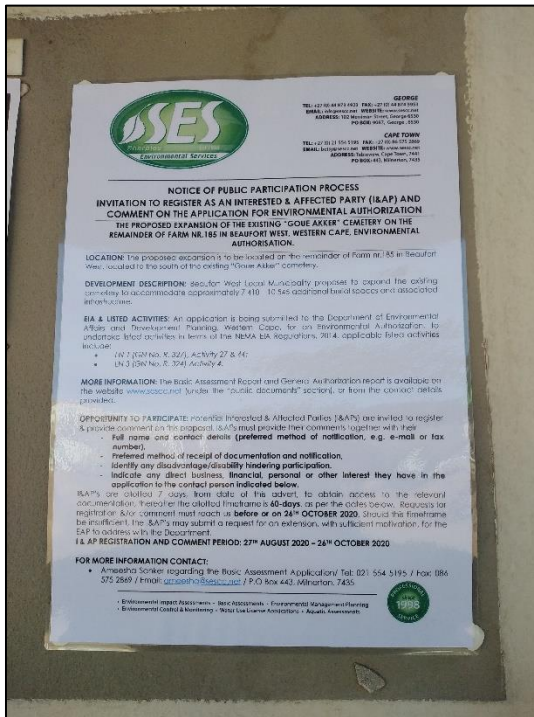 SES
Environmental Services
GEORGE
ADDRESS: 102 Merriman Street, George 6530
PO BOX: 9087, George, 6530
CAPE TOWN
ADDRESS: Tableview, Cape Town, 7441
PO BOX: 443, Milnerton, 7435
NOTICE OF PUBLIC PARTICIPATION PROCESS
INVITATION TO REGISTER AS AN INTERESTED & AFFECTED PARTY (I&AP) AND
COMMENT ON THE APPLICATION FOR ENVIRONMENTAL AUTHORIZATION
THE PROPOSED EXPANSION OF THE EXISTING "GOUE AKKER" CEMETERY ON THE
REMAINDER OF FARM NR.185 IN BEAUFORT WEST, WESTERN CAPE, ENVIRONMENTAL
AUTHORISATION.
LOCATION: The proposed expansion is to be located on the remainder of Farm nr.185 in Beaufort
West, located to the south of the existing "Goue Akker" cemetery.
DEVELOPMENT DESCRIPTION: Beaufort West Local Municipality proposes to expand the existing
cemetery to accommodate approximately 7 410 - 10 546 additional burial spaces and associated
infrastructure.
EIA & LISTED ACTIVITIES: An application is being submitted to the Department of Environmental
Affairs and Development Planning, Western Cape, for an Environmental Authorization, to
undertake listed activities in terms of the NEMA EIA Regulations, 2014, applicable listed activities
include:
• LN 1 (GN No. R. 327), Activity 27 & 44;
• LN 3 (GN No. R. 324) Activity 4.
MORE INFORMATION: The Basic Assessment Report and General Authorization report is available on
the website www.sescc.net (under the "public documents" section), or from the contact details
provided.
OPPORTUNITY TO PARTICIPATE: Potential Interested & Affected Parties (I&APs) are invited to register
& provide comment on this proposal. I&APs must provide their comments together with their
- Full name and contact details (preferred method of notification, e.g. e-mail or fax
number),
- Preferred method of receipt of documentation and notification,
- Identify any disadvantage/disability hindering participation.
- Indicate any direct business, financial, personal or other interest they have in the
application to the contact person indicated below.
I&AP's are allotted 7 days, from date of this advert, to obtain access to the relevant
documentation, thereafter the allotted timeframe is 60-days, as per the dates below. Requests for
registration &/or comment must reach us before or on 26TH OCTOBER 2020. Should this timeframe
be insufficient, the I&AP's may submit a request for an extension, with sufficient motivation, for the
EAP to address with the Department.
I & AP REGISTRATION AND COMMENT PERIOD: 27TH AUGUST 2020 – 26TH OCTOBER 2020
FOR MORE INFORMATION CONTACT:
• Ameesha Sanker regarding the Basic Assessment Application/ Tel: 021 554 5195 / Fax: 086
575 2869 / Email: ameesha@sescc.net / P.O Box 443, Milnerton, 7435
• Environmental Impact Assessments • Basic Assessments • Environmental Management Planning
• Environmental Control & Monitoring • Water Use License Applications • Aquatic Assessments
PROFESSIONAL
SINCE
1998
SERVICE